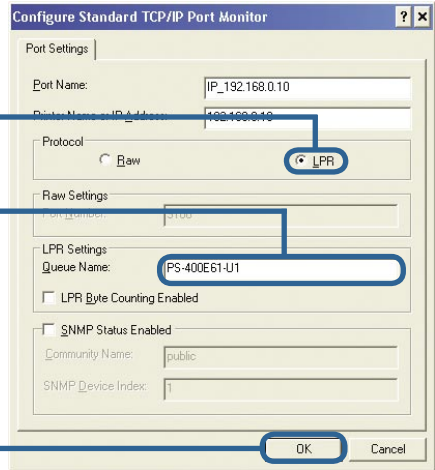 Configure Standard TCP/IP Port Monitor
Port Settings
Port Name: IP_192.168.0.10
Printer Name or IP Address: 192.168.0.10
Protocol
Raw LPR
Raw Settings
Port Number: 9100
LPR Settings
Queue Name: PS-400E61-U1
LPR Byte Counting Enabled
SNMP Status Enabled
Community Name: public
SNMP Device Index: 1
OK Cancel